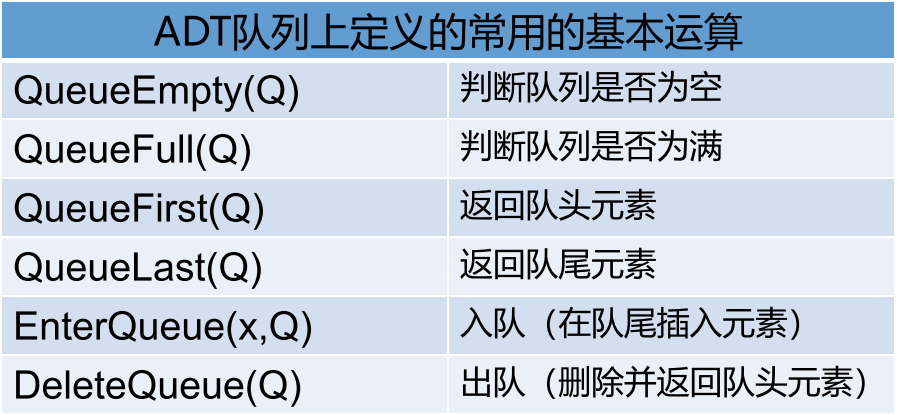 ADT队列上定义的常用的基本运算
QueueEmpty(Q) 判断队列是否为空
QueueFull(Q) 判断队列是否为满
QueueFirst(Q) 返回队头元素
QueueLast(Q) 返回队尾元素
EnterQueue(x,Q) 入队（在队尾插入元素）
DeleteQueue(Q) 出队（删除并返回队头元素）